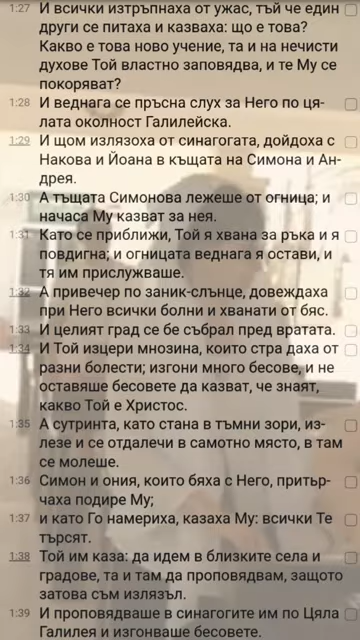 1:27 И всички изтръпнаха от ужас, тъй че един
други се питаха и казваха: що е това?
Какво е това ново учение, та и на нечисти
духове Той властно заповядва, и те Му се
покоряват?
1:28 И веднага се пръсна слух за Него по ця-
лата околност Галилейска.
1:29 И щом излязоха от синагогата, дойдоха с
Накова и Йоана в къщата на Симона и Ан-
дрея.
1:30 А тъщата Симонова лежеше от огница; и
начаса Му казват за нея.
1:31 Като се приближи, Той я хвана за ръка и я
повдигна; и огницата веднага я остави, и
тя им прислужваше.
1:32 А привечер по заник-слънце, довеждаха
при Него всички болни и хванати от бяс.
1:33 И целият град се бе събрал пред вратата.
1:34 И Той изцери мнозина, които стра даха от
разни болести; изгони много бесове, и не
оставяше бесовете да казват, че знаят,
какво Той е Христос.
1:35 А сутринта, като стана в тъмни зори, из-
лезе и се отдалечи в самотно място, в там
се молеше.
1:36 Симон и ония, които бяха с Него, притър-
чаха подире Му;
1:37 и като Го намериха, казаха Му: всички Те
търсят.
1:38 Той им каза: да идем в близките села и
градове, та и там да проповядвам, защото
затова съм излязъл.
1:39 И проповядваше в синагогите им по Цяла
Галилея и изгонваше бесовете.